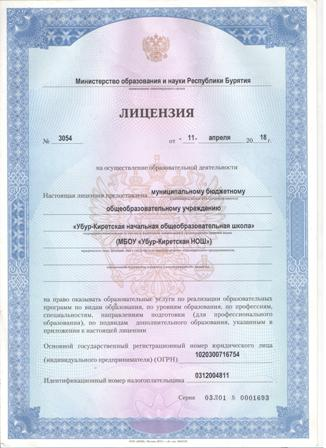 Министерство образования и науки Республики Бурятия
ЛИЦЕНЗИЯ
№ 3054 от «11» апреля 2018 г.
на осуществление образовательной деятельности
Настоящая лицензия предоставлена муниципальному бюджетному
общеобразовательному учреждению
«Убур-Киретская начальная общеобразовательная школа»
(МБОУ «Убур-Киретская НОШ»)
на право оказывать образовательные услуги по реализации образовательных
программ по видам образования, по уровням образования, по профессиям,
специальностям, направлениям подготовки (для профессионального
образования), по подвидам дополнительного образования, указанным в
приложении к настоящей лицензии
Основной государственный регистрационный номер юридического лица
(индивидуального предпринимателя) (ОГРН) 1020300716754
Идентификационный номер налогоплательщика 0312004811
Серия 03Л01 № 0001693